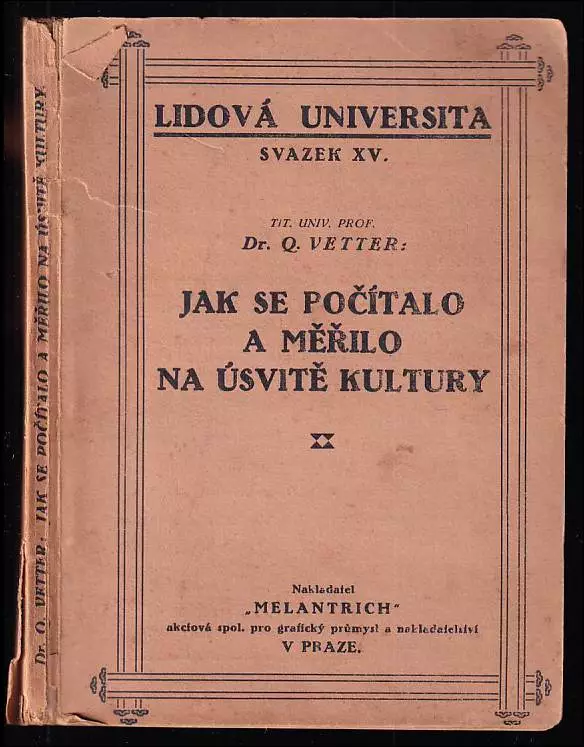 LIDOVÁ UNIVERSITA
SVAZEK XV.
TIT. UNIV. PROF.
Dr. Q. VETTER:
JAK SE POČÍTALO
A MĚŘILO
NA ÚSVITĚ KULTURY
Nakladatel
„MELANTRICH“
akciová spol. pro grafický průmysl a nakladatelství
V PRAZE.
Dr. Q. VETTER: JAK SE POČÍTALO A MĚŘILO NA ÚSVITĚ KULTURY.